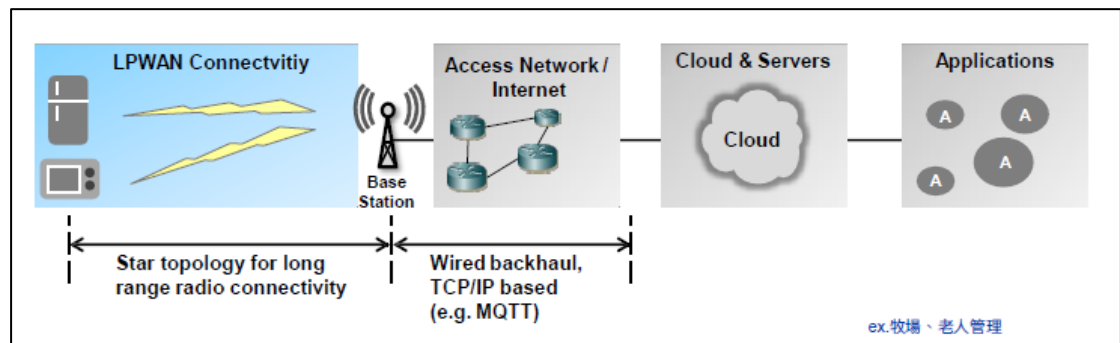 LPWAN Connectvitiy
Access Network /
Internet
Cloud & Servers
Applications
Cloud
A
A
A
A
Base
Station
Star topology for long
range radio connectivity
Wired backhaul,
TCP/IP based
(e.g. MQTT)
ex.牧場、老人管理